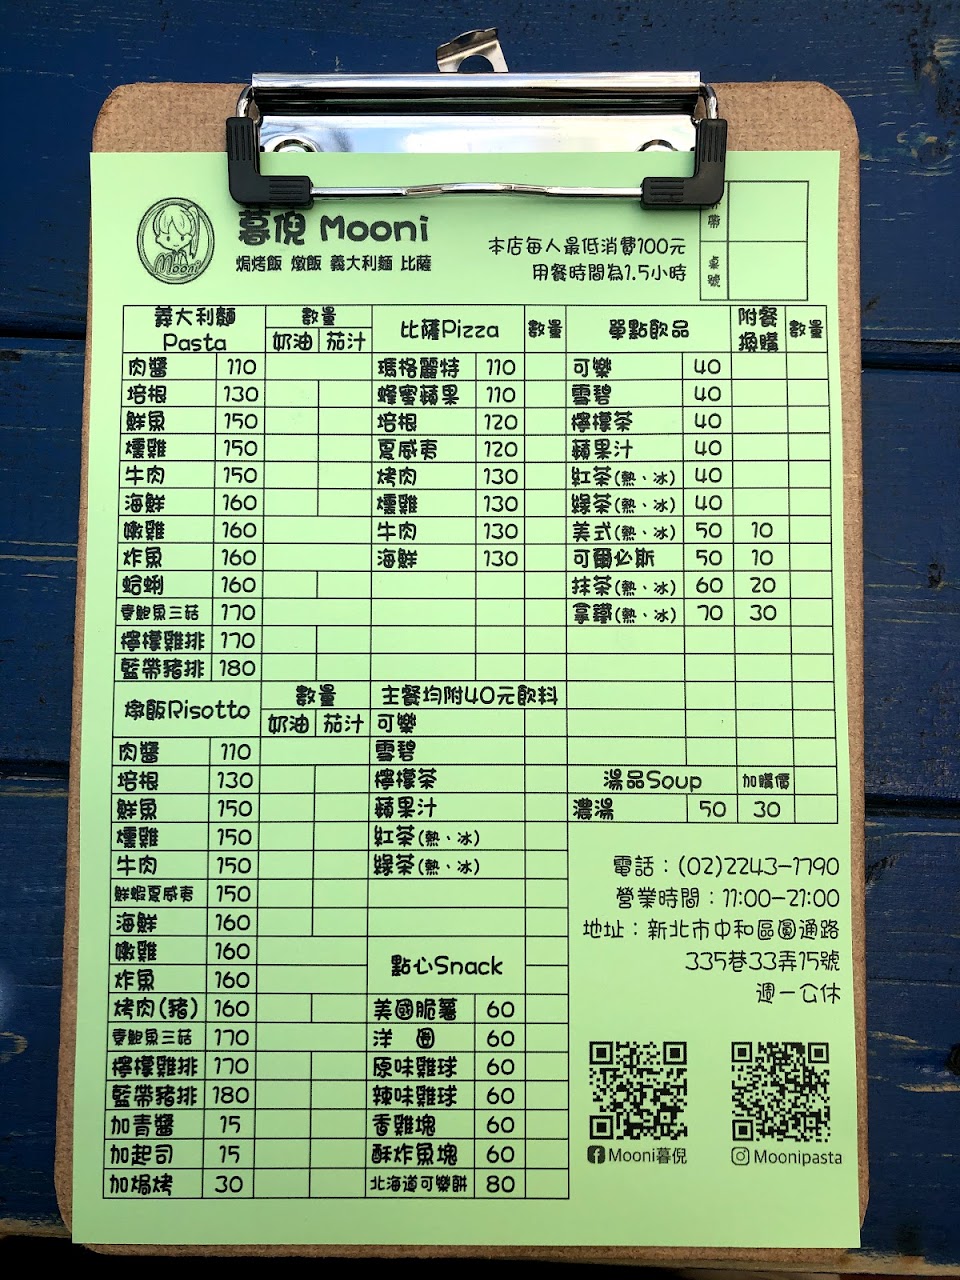 暮倪 Mooni
焗烤飯 燉飯 義大利麵 比薩
Mooni
本店每人最低消費100元
用餐時間為1.5小時
帶
桌號
義大利麵 Pasta 數量 奶油 茄汁
肉醬 110
培根 130
鮮魚 150
燻雞 150
牛肉 150
海鮮 160
嫩雞 160
炸魚 160
蛤蜊 160
素鮑魚三菇 170
檸檬雞排 170
藍帶豬排 180
燉飯Risotto 數量 奶油 茄汁
肉醬 110
培根 130
鮮魚 150
燻雞 150
牛肉 150
鮮蝦夏威夷 150
海鮮 160
嫩雞 160
炸魚 160
烤肉(豬) 160
素鮑魚三菇 170
檸檬雞排 170
藍帶豬排 180
加青醬 15
加起司 15
加焗烤 30
比薩Pizza 數量
瑪格麗特 110
蜂蜜蘋果 110
培根 120
夏威夷 120
烤肉 130
燻雞 130
牛肉 130
海鮮 130
主餐均附40元飲料
可樂
雪碧
檸檬茶
蘋果汁
紅茶(熱、冰)
綠茶(熱、冰)
點心Snack
美國脆薯 60
洋 圈 60
原味雞球 60
辣味雞球 60
香雞塊 60
酥炸魚塊 60
北海道可樂餅 80
單點飲品 附餐換購 數量
可樂 40
雪碧 40
檸檬茶 40
蘋果汁 40
紅茶(熱、冰) 40
綠茶(熱、冰) 40
美式(熱、冰) 50 10
可爾必斯 50 10
抹茶(熱、冰) 60 20
拿鐵(熱、冰) 70 30
湯品Soup 加購價
濃湯 50 30
電話：(02)2243-1790
營業時間：11:00-21:00
地址：新北市中和區圓通路
335巷33弄15號
週一公休
Mooni暮倪
Moonipasta